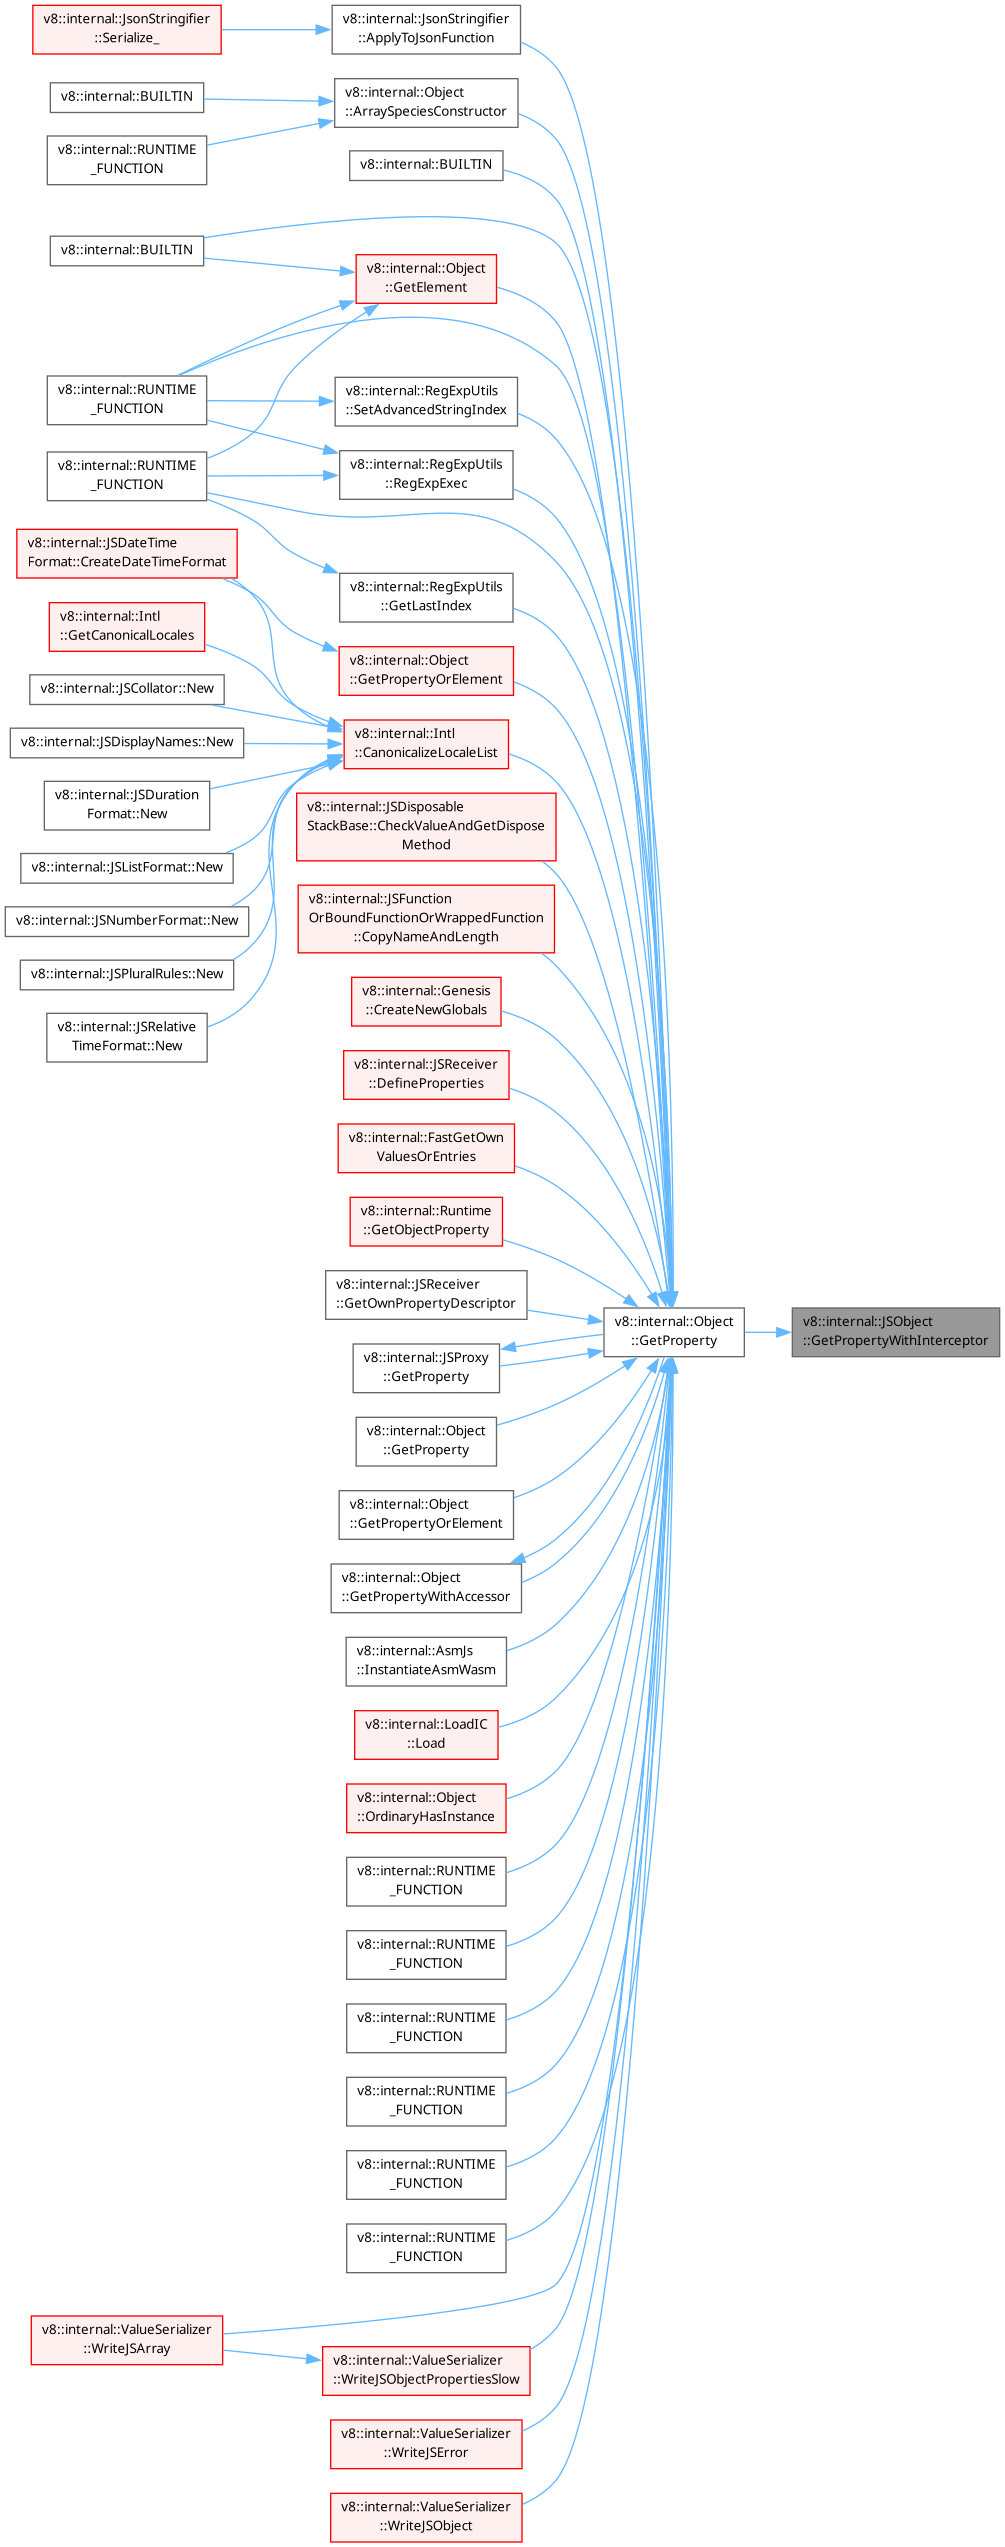 v8::internal::JsonStringifier
::Serialize_
v8::internal::JsonStringifier
::ApplyToJsonFunction
v8::internal::BUILTIN
v8::internal::Object
::ArraySpeciesConstructor
v8::internal::RUNTIME
_FUNCTION
v8::internal::BUILTIN
v8::internal::BUILTIN
v8::internal::Object
::GetElement
v8::internal::RUNTIME
_FUNCTION
v8::internal::RegExpUtils
::SetAdvancedStringIndex
v8::internal::RUNTIME
_FUNCTION
v8::internal::RegExpUtils
::RegExpExec
v8::internal::JSDateTime
Format::CreateDateTimeFormat
v8::internal::RegExpUtils
::GetLastIndex
v8::internal::Intl
::GetCanonicalLocales
v8::internal::Object
::GetPropertyOrElement
v8::internal::JSCollator::New
v8::internal::JSDisplayNames::New
v8::internal::Intl
::CanonicalizeLocaleList
v8::internal::JSDuration
Format::New
v8::internal::JSDisposable
StackBase::CheckValueAndGetDispose
Method
v8::internal::JSListFormat::New
v8::internal::JSNumberFormat::New
v8::internal::JSFunction
OrBoundFunctionOrWrappedFunction
::CopyNameAndLength
v8::internal::JSPluralRules::New
v8::internal::Genesis
::CreateNewGlobals
v8::internal::JSRelative
TimeFormat::New
v8::internal::JSReceiver
::DefineProperties
v8::internal::FastGetOwn
ValuesOrEntries
v8::internal::Runtime
::GetObjectProperty
v8::internal::JSReceiver
::GetOwnPropertyDescriptor
v8::internal::Object
::GetProperty
v8::internal::JSObject
::GetPropertyWithInterceptor
v8::internal::JSProxy
::GetProperty
v8::internal::Object
::GetProperty
v8::internal::Object
::GetPropertyOrElement
v8::internal::Object
::GetPropertyWithAccessor
v8::internal::AsmJs
::InstantiateAsmWasm
v8::internal::LoadIC
::Load
v8::internal::Object
::OrdinaryHasInstance
v8::internal::RUNTIME
_FUNCTION
v8::internal::RUNTIME
_FUNCTION
v8::internal::RUNTIME
_FUNCTION
v8::internal::RUNTIME
_FUNCTION
v8::internal::RUNTIME
_FUNCTION
v8::internal::RUNTIME
_FUNCTION
v8::internal::ValueSerializer
::WriteJSArray
v8::internal::ValueSerializer
::WriteJSObjectPropertiesSlow
v8::internal::ValueSerializer
::WriteJSError
v8::internal::ValueSerializer
::WriteJSObject